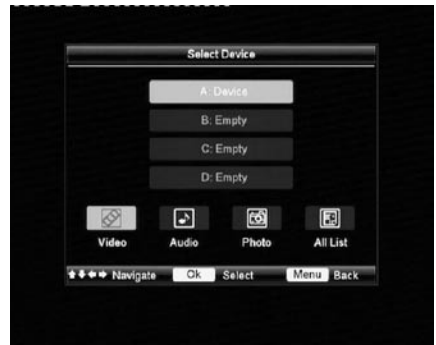 Select Device
A: Device
B: Empty
C: Empty
D: Empty
Video Audio Photo All List
Navigate Ok Select Menu Back